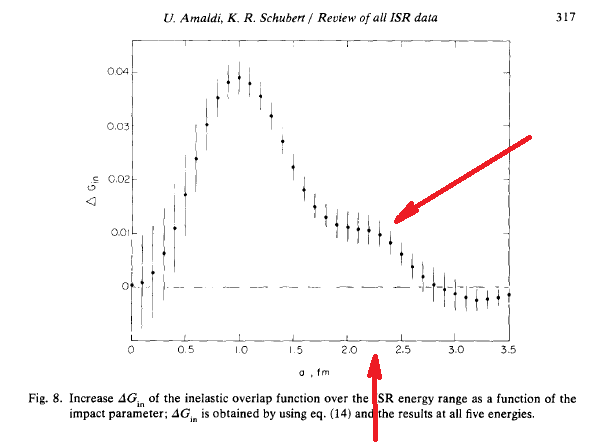 U. Amaldi, K. R. Schubert / Review of all ISR data 317
0.04
0.03
0.02
0.01
0
Δ G_in
0 0.5 1.0 1.5 2.0 2.5 3.0 3.5
a , fm
Fig. 8. Increase ΔG_in of the inelastic overlap function over the ISR energy range as a function of the
impact parameter; ΔG_in is obtained by using eq. (14) and the results at all five energies.